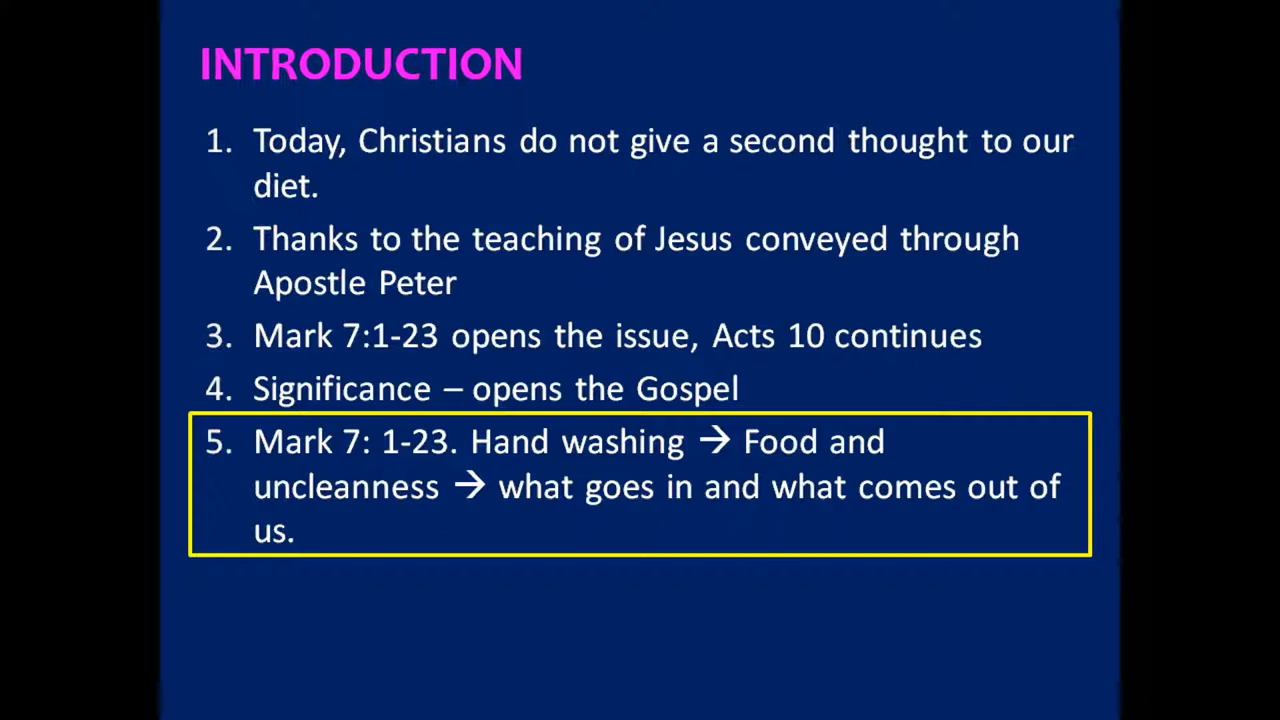 INTRODUCTION
1. Today, Christians do not give a second thought to our
diet.
2. Thanks to the teaching of Jesus conveyed through
Apostle Peter
3. Mark 7:1-23 opens the issue, Acts 10 continues
4. Significance – opens the Gospel
5. Mark 7: 1-23. Hand washing → Food and
uncleanness → what goes in and what comes out of
us.